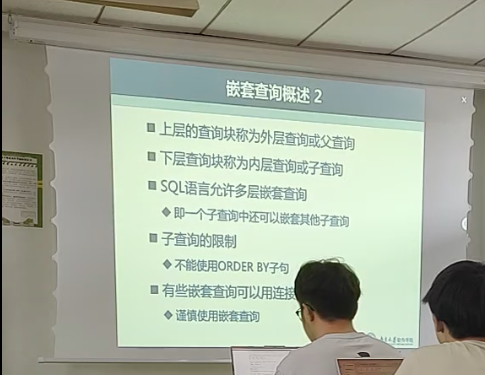 嵌套查询概述 2
上层的查询块称为外层查询或父查询
下层查询块称为内层查询或子查询
SQL语言允许多层嵌套查询
即一个子查询中还可以嵌套其他子查询
子查询的限制
不能使用ORDER BY子句
有些嵌套查询可以用连接
谨慎使用嵌套查询